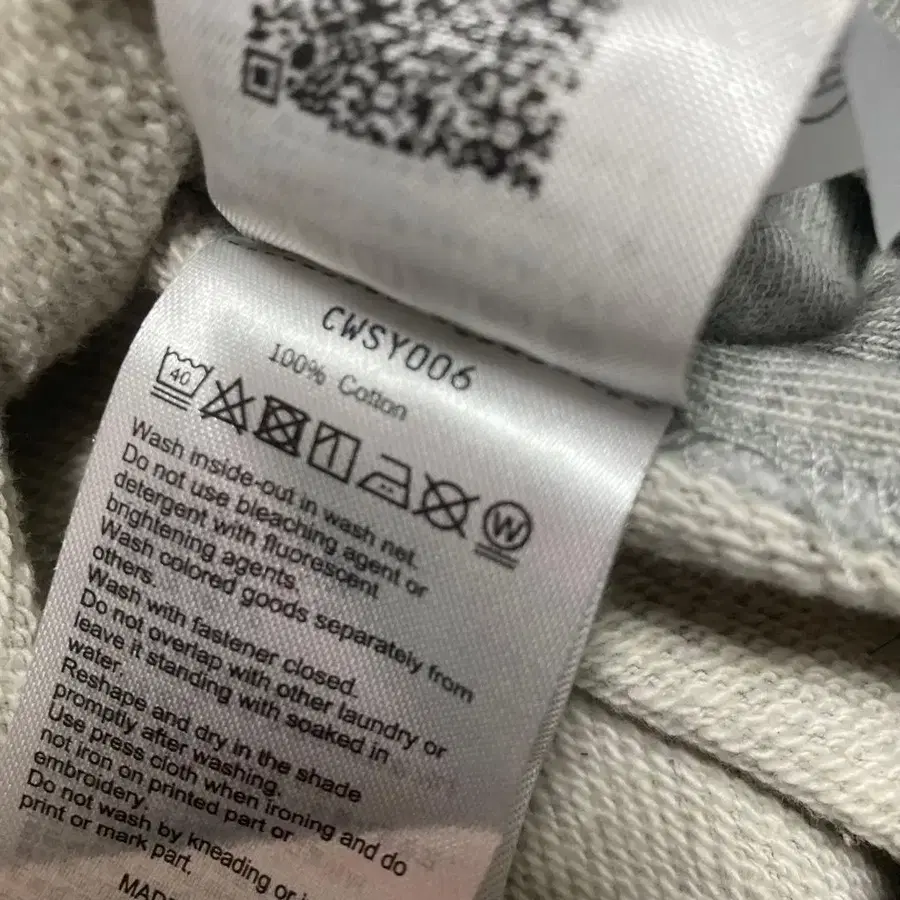 CWSY006
100% Cotton
40
W
Wash inside-out in wash net.
Do not use bleaching agent or
detergent with fluorescent
brightening agents.
Wash colored goods separately from
others.
Wash with fastener closed.
Do not overlap with other laundry or
leave it standing with soaked in
water.
Reshape and dry in the shade
promptly after washing.
Use press cloth when ironing and do
not iron on printed part or
embroidery.
Do not wash by kneading or
print or mark part.